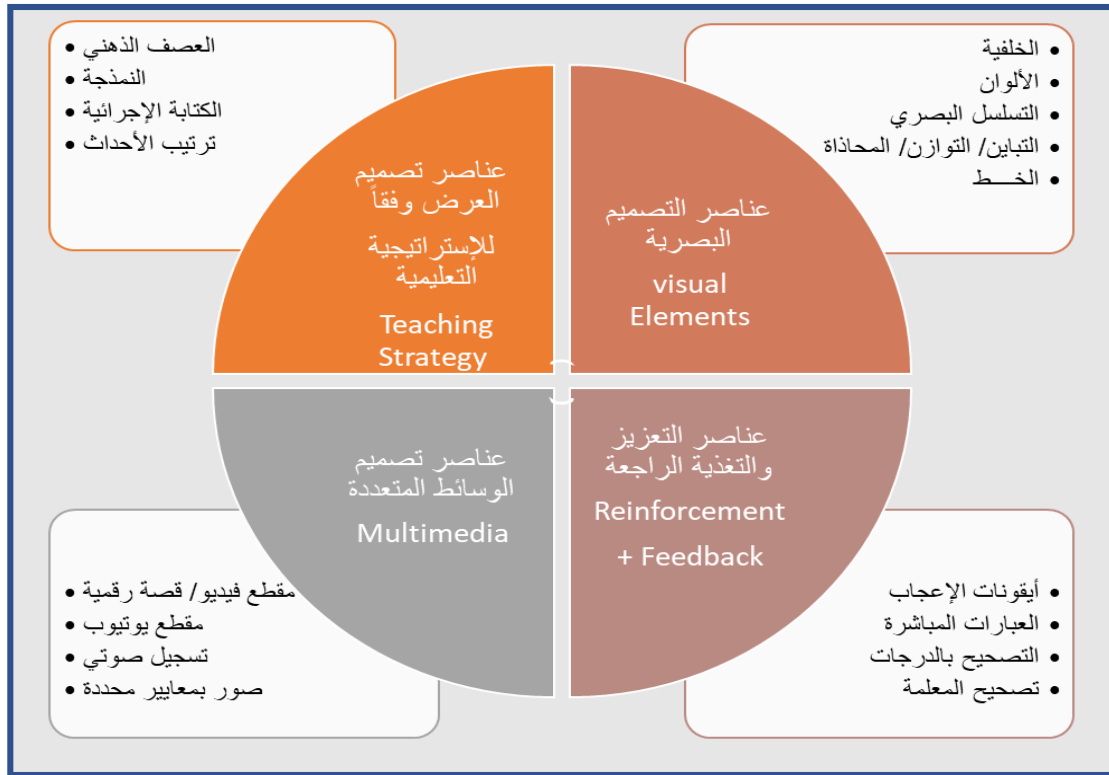 الخلفية
الألوان
التسلسل البصري
التباين/ التوازن/ المحاذاة
الخـــط
عناصر التصميم
البصرية
visual
Elements
العصف الذهني
النمذجة
الكتابة الإجرائية
ترتيب الأحداث
عناصر تصميم
العرض وفقاً
للإستراتيجية
التعليمية
Teaching
Strategy
عناصر التعزيز
والتغذية الراجعة
Reinforcement
+ Feedback
أيقونات الإعجاب
العبارات المباشرة
التصحيح بالدرجات
تصحيح المعلمة
عناصر تصميم
الوسائط المتعددة
Multimedia
مقطع فيديو/ قصة رقمية
مقطع يوتيوب
تسجيل صوتي
صور بمعايير محددة